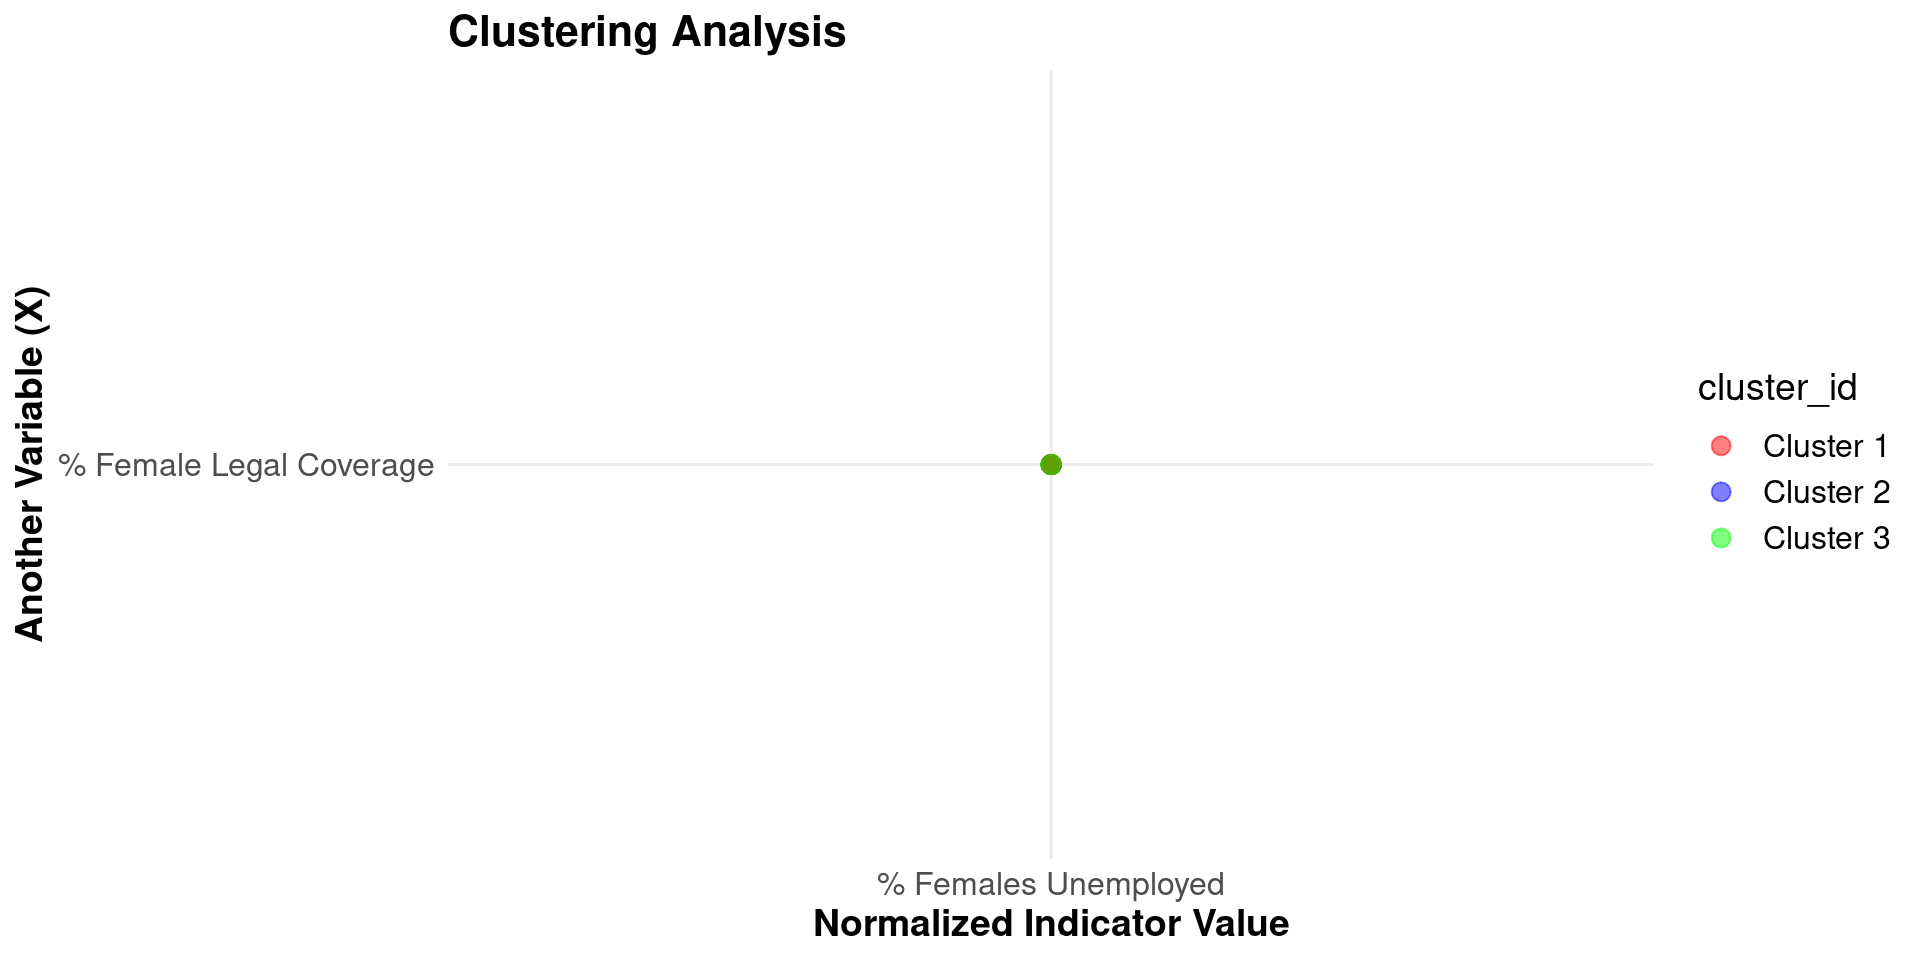 Clustering Analysis
Another Variable (X)
% Female Legal Coverage
% Females Unemployed
Normalized Indicator Value
cluster_id
Cluster 1
Cluster 2
Cluster 3